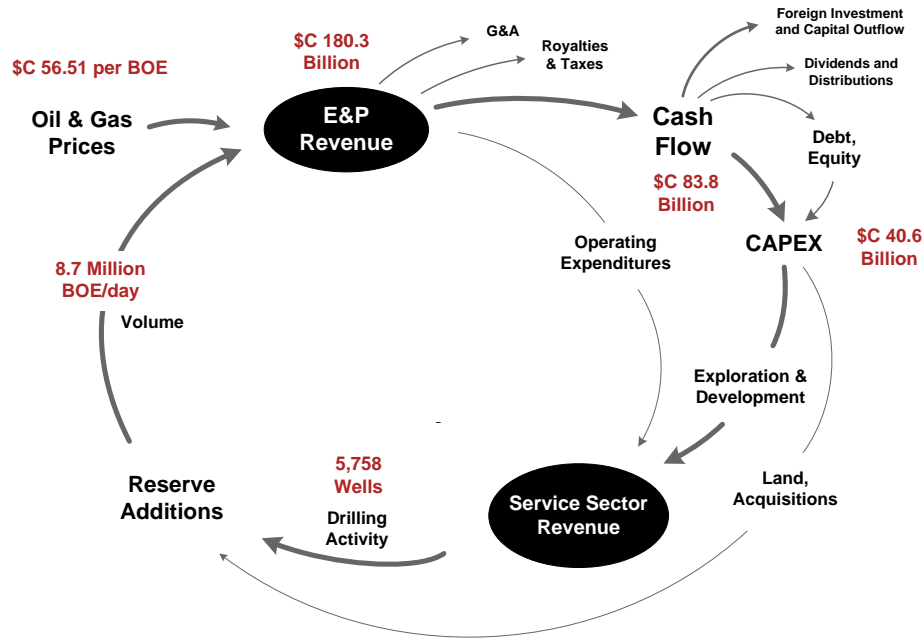 Foreign Investment
and Capital Outflow
G&A
$C 180.3
Billion
Royalties
& Taxes
$C 56.51 per BOE
Dividends and
Distributions
Oil & Gas
Prices
E&P
Revenue
Cash
Flow
Debt,
Equity
$C 83.8
Billion
Operating
Expenditures
CAPEX
$C 40.6
Billion
8.7 Million
BOE/day
Volume
Exploration &
Development
5,758
Wells
Reserve
Additions
Drilling
Activity
Service Sector
Revenue
Land,
Acquisitions